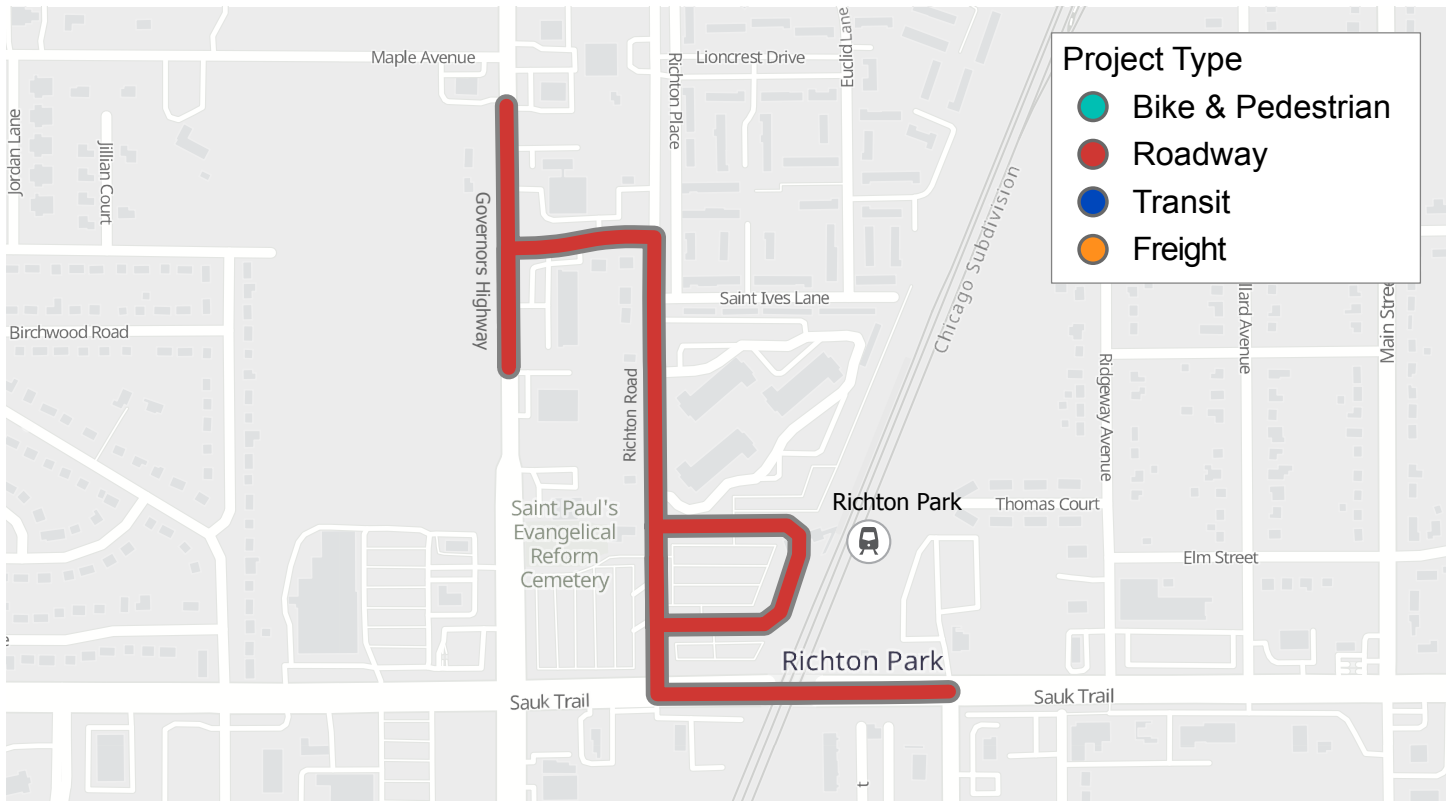 Maple Avenue
Lioncrest Drive
Euclid Lane
Richton Place
Jordan Lane
Jillian Court
Governors Highway
Chicago Subdivision
Project Type
Bike & Pedestrian
Roadway
Transit
Freight
Saint Ives Lane
Birchwood Road
Richton Road
Ridgeway Avenue
Avenue
Main
Saint Paul's
Evangelical
Reform
Cemetery
Richton Park
Thomas Court
Elm Street
Richton Park
Sauk Trail
Sauk Trail